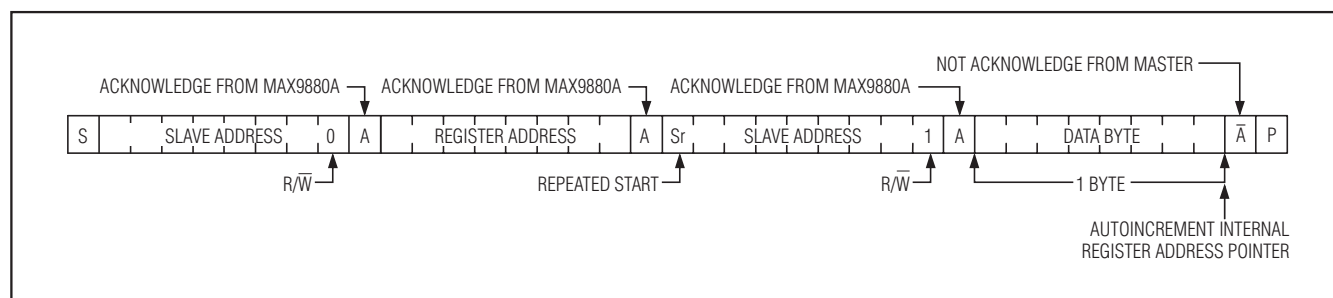 NOT ACKNOWLEDGE FROM MASTER
ACKNOWLEDGE FROM MAX9880A ACKNOWLEDGE FROM MAX9880A ACKNOWLEDGE FROM MAX9880A
S SLAVE ADDRESS 0 A REGISTER ADDRESS A Sr SLAVE ADDRESS 1 A DATA BYTE A̅ P
R/W̅ REPEATED START R/W̅ 1 BYTE
AUTOINCREMENT INTERNAL
REGISTER ADDRESS POINTER